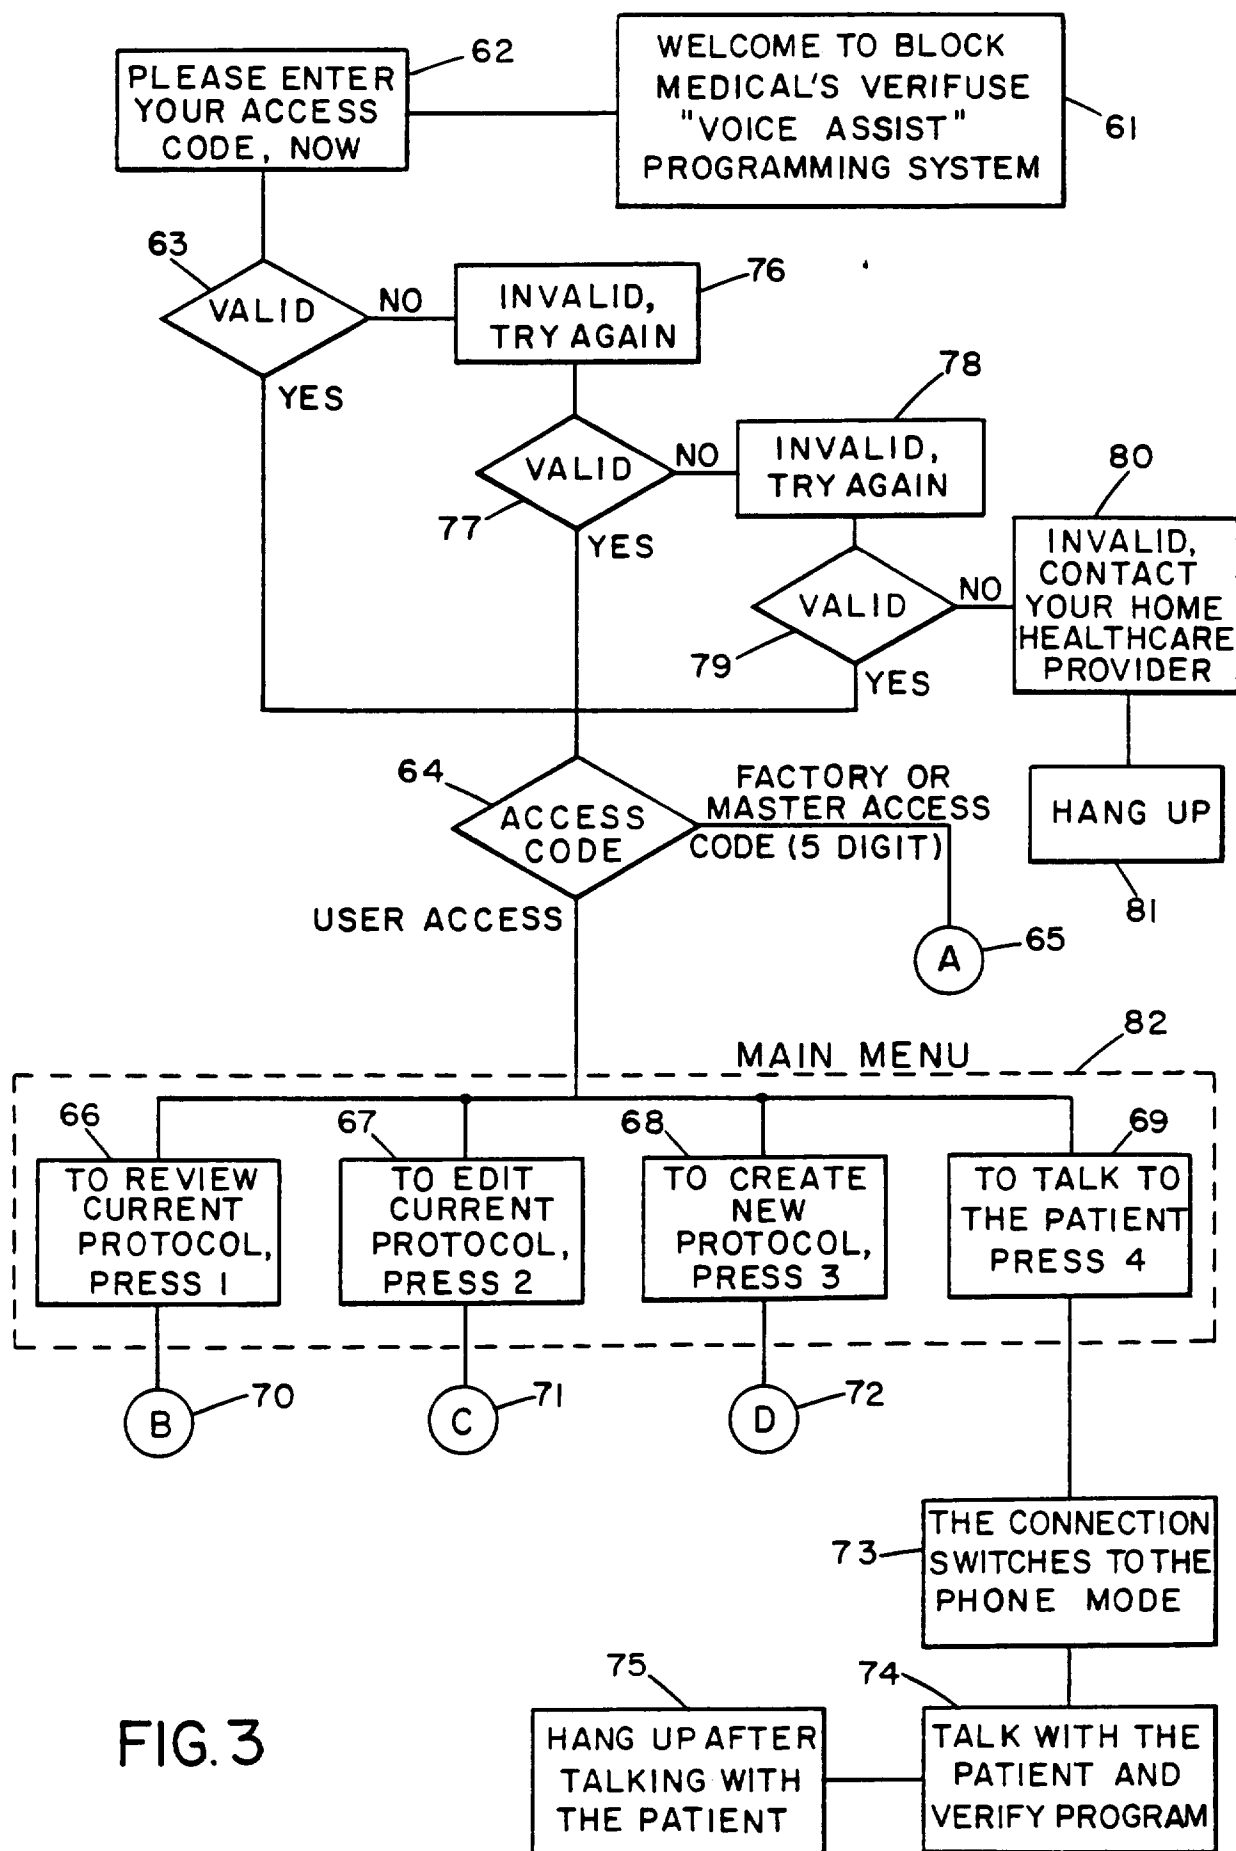 62
PLEASE ENTER
YOUR ACCESS
CODE, NOW
WELCOME TO BLOCK
MEDICAL'S VERIFUSE
"VOICE ASSIST"
PROGRAMMING SYSTEM
61
63
VALID
NO
YES
76
INVALID,
TRY AGAIN
77
VALID
NO
YES
78
INVALID,
TRY AGAIN
79
VALID
NO
YES
80
INVALID,
CONTACT
YOUR HOME
HEALTHCARE
PROVIDER
HANG UP
81
64
ACCESS
CODE
FACTORY OR
MASTER ACCESS
CODE (5 DIGIT)
USER ACCESS
A
65
MAIN MENU
82
66
TO REVIEW
CURRENT
PROTOCOL,
PRESS 1
67
TO EDIT
CURRENT
PROTOCOL,
PRESS 2
68
TO CREATE
NEW
PROTOCOL,
PRESS 3
69
TO TALK TO
THE PATIENT
PRESS 4
B
70
C
71
D
72
73
THE CONNECTION
SWITCHES TO THE
PHONE MODE
74
TALK WITH THE
PATIENT AND
VERIFY PROGRAM
75
HANG UP AFTER
TALKING WITH
THE PATIENT
FIG. 3